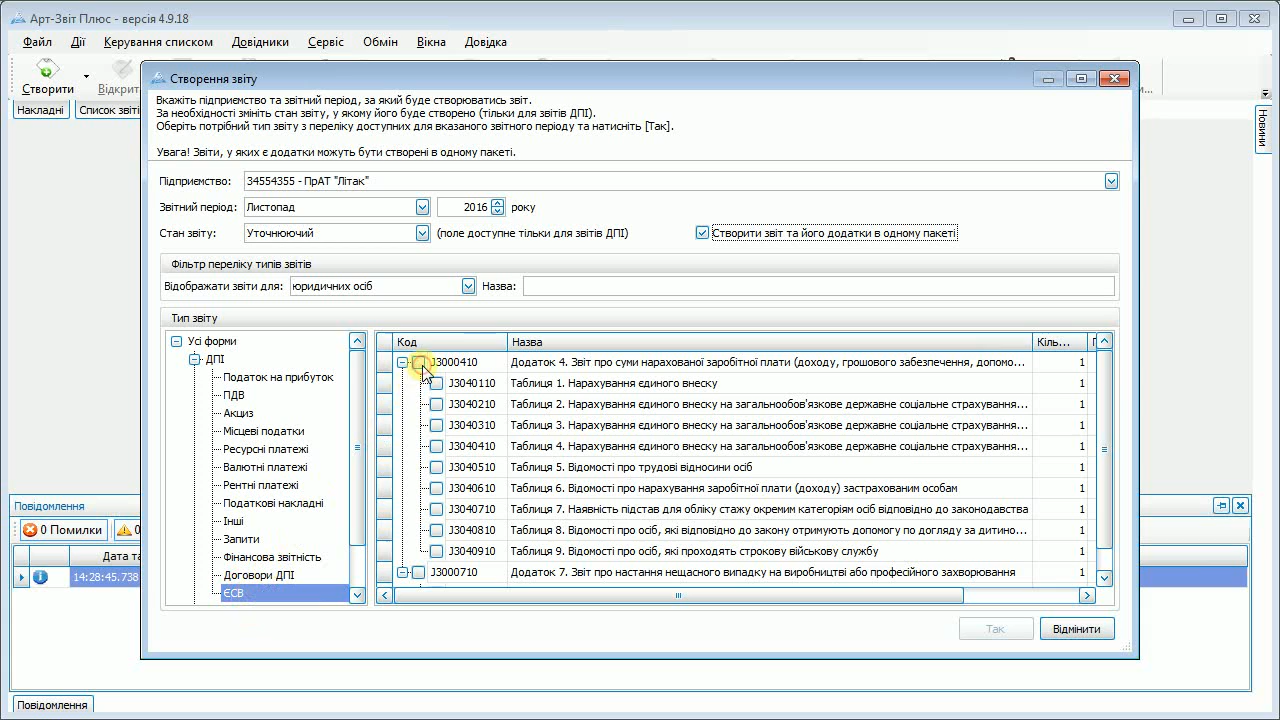 Арт-Звіт Плюс - версія 4.9.18
Файл Дії Керування списком Довідники Сервіс Обмін Вікна Довідка
Створити
Накладні
Новини
Створення звіту
Вкажіть підприємство та звітний період, за який буде створюватись звіт.
За необхідності змініть стан звіту, у якому його буде створено (тільки для звітів ДПІ).
Оберіть потрібний тип звіту з переліку доступних для вказаного звітного періоду та натисніть [Так].
Увага! Звіти, у яких є додатки можуть бути створені в одному пакеті.
Підприємство: 34554355 - ПрАТ "Літак"
Звітний період: Листопад 2016 року
Стан звіту: Уточнюючий (поле доступне тільки для звітів ДПІ) Створити звіт та його додатки в одному пакеті
Фільтр переліку типів звітів
Відображати звіти для: юридичних осіб Назва:
Тип звіту
Усі форми
ДПІ
Податок на прибуток
ПДВ
Акциз
Місцеві податки
Ресурсні платежі
Валютні платежі
Рентні платежі
Податкові накладні
Інші
Запити
Фінансова звітність
Договори ДПІ
ЄСВ
Код Назва Кіль...
J3000410 Додаток 4. Звіт про суми нарахованої заробітної плати (доходу, грошового забезпечення, допомо... 1
J3040110 Таблиця 1. Нарахування єдиного внеску 1
J3040210 Таблиця 2. Нарахування єдиного внеску на загальнообов'язкове державне соціальне страхування... 1
J3040310 Таблиця 3. Нарахування єдиного внеску на загальнообов'язкове державне соціальне страхування... 1
J3040410 Таблиця 4. Нарахування єдиного внеску на загальнообов'язкове державне соціальне страхування... 1
J3040510 Таблиця 5. Відомості про трудові відносини осіб 1
J3040610 Таблиця 6. Відомості про нарахування заробітної плати (доходу) застрахованим особам 1
J3040710 Таблиця 7. Наявність підстав для обліку стажу окремим категоріям осіб відповідно до законодавства 1
J3040810 Таблиця 8. Відомості про осіб, які відповідно до закону отримують допомогу по догляду за дитино... 1
J3040910 Таблиця 9. Відомості про осіб, які проходять строкову військову службу 1
J3000710 Додаток 7. Звіт про настання нещасного випадку на виробництві або професійного захворювання 1
Так Відмінити
Повідомлення
0 Помилки
14:28:45.738
Повідомлення